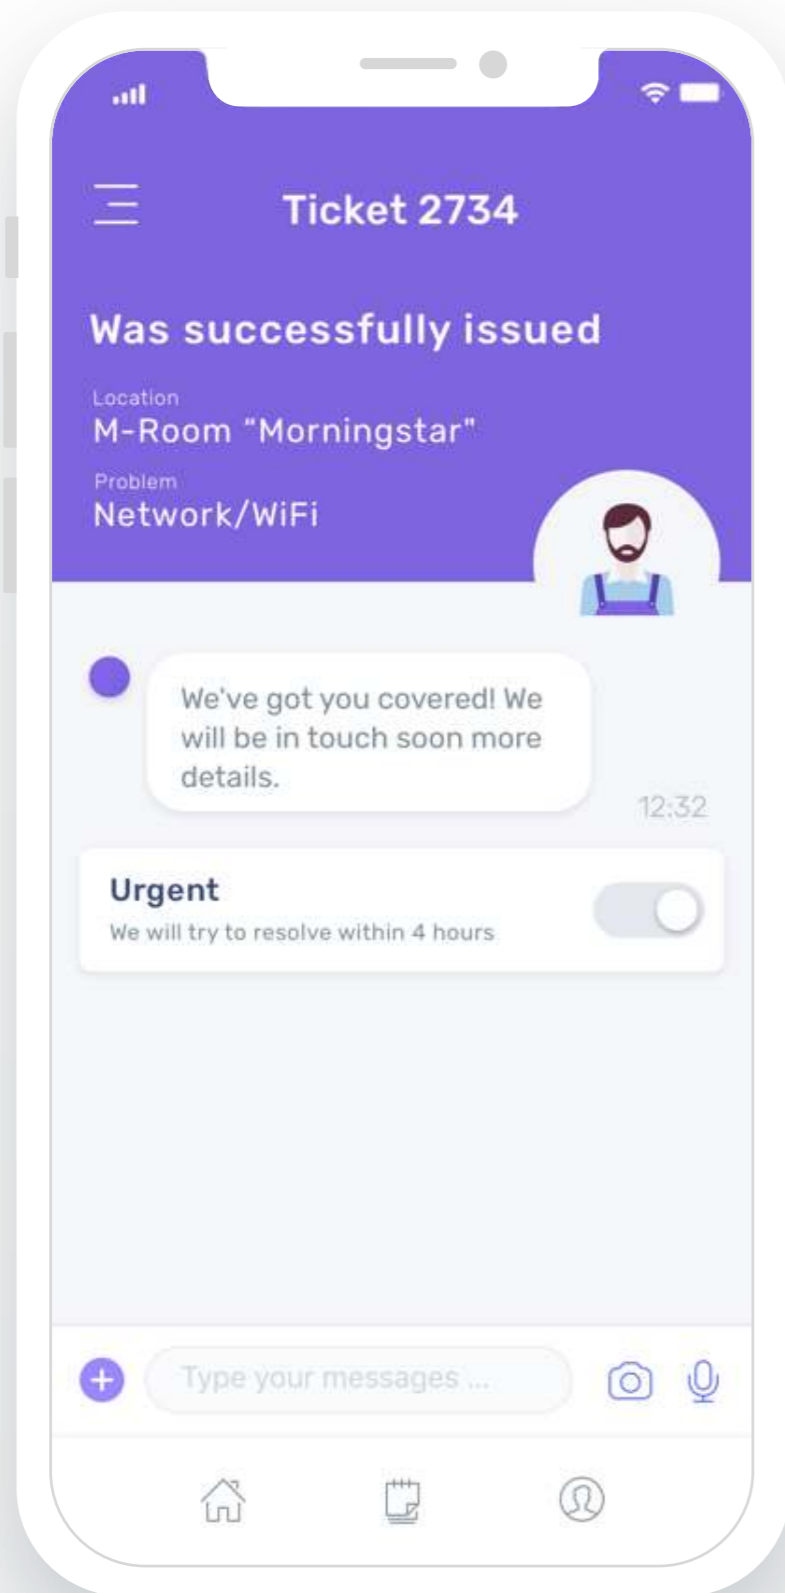 Ticket 2734
Was successfully issued
Location
M-Room "Morningstar"
Problem
Network/WiFi
We've got you covered! We
will be in touch soon more
details.
12:32
Urgent
We will try to resolve within 4 hours
Type your messages ...